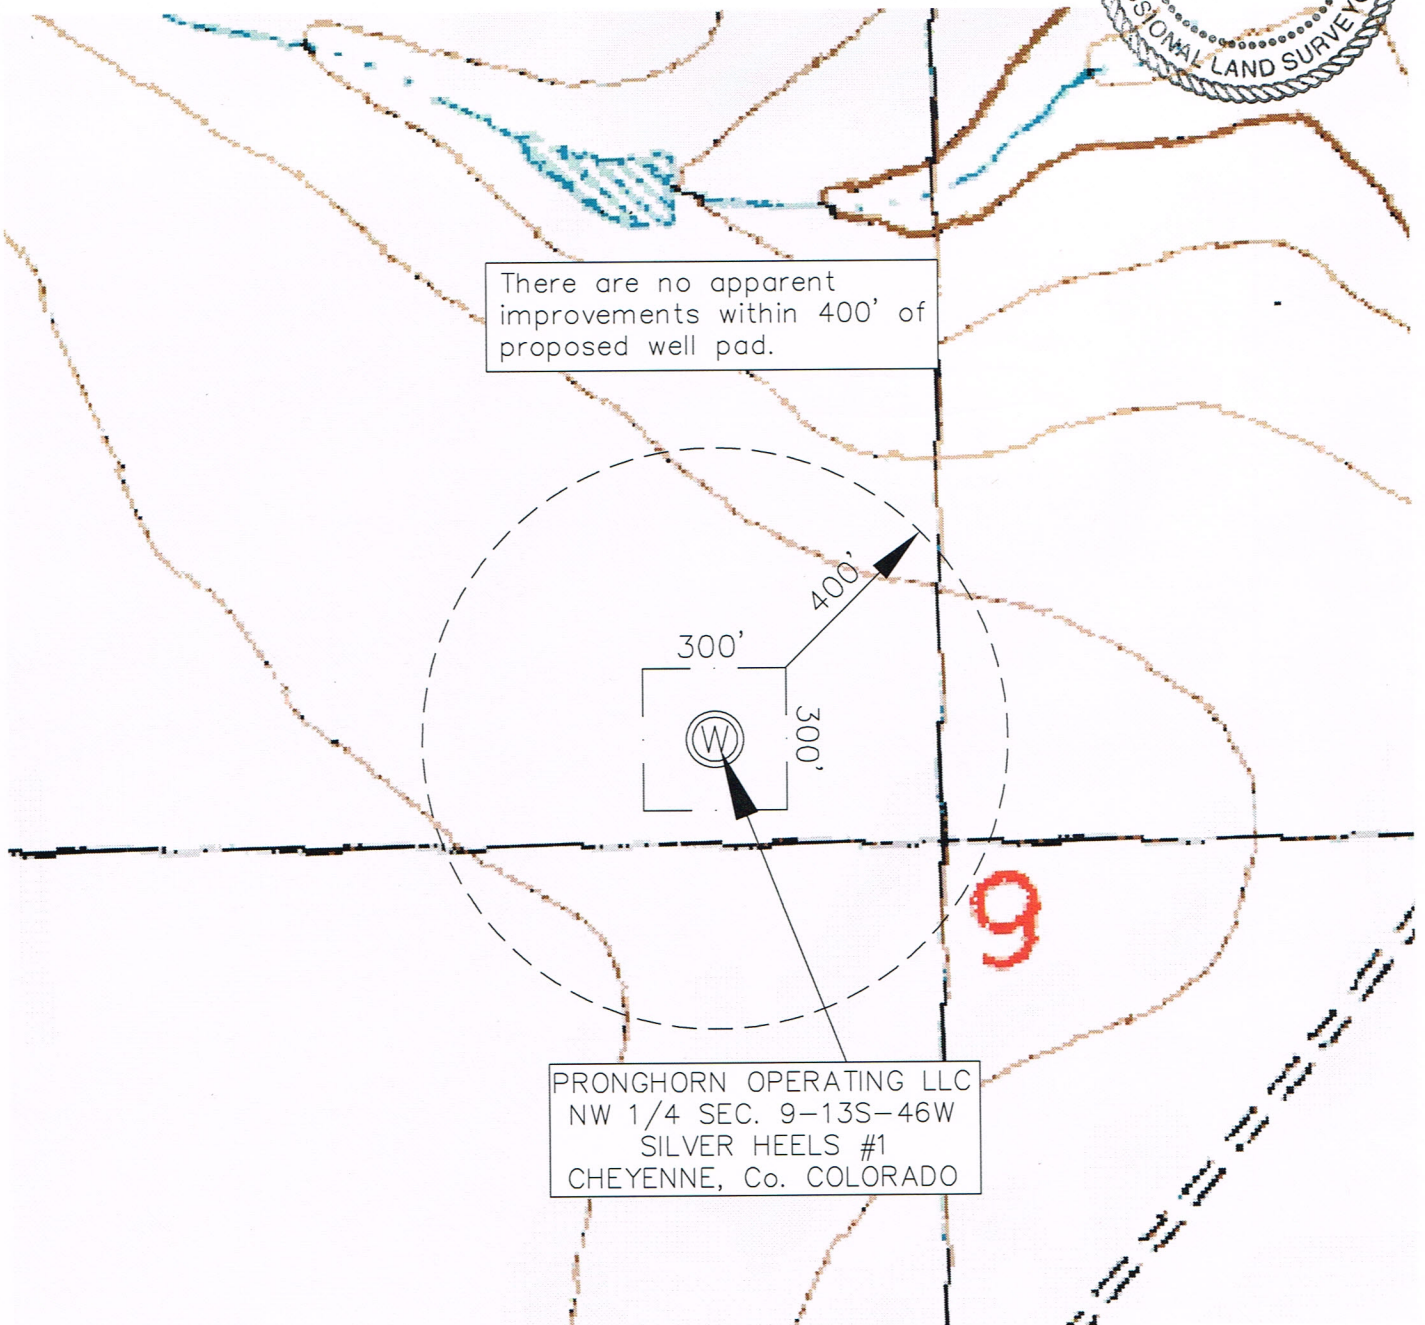 SIONAL LAND SURVEYO
There are no apparent
improvements within 400' of
proposed well pad.
400'
300'
300'
W
9
PRONGHORN OPERATING LLC
NW 1/4 SEC. 9-13S-46W
SILVER HEELS #1
CHEYENNE, Co. COLORADO